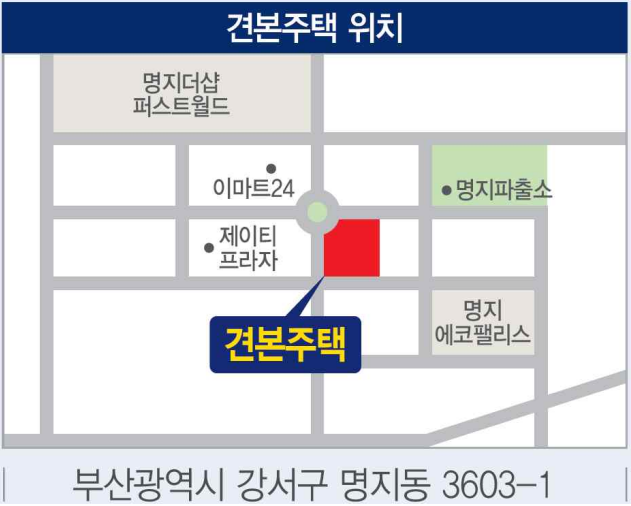 견본주택 위치
명지더샵
퍼스트월드
이마트24
명지파출소
제이티
프라자
명지
에코팰리스
견본주택
부산광역시 강서구 명지동 3603-1